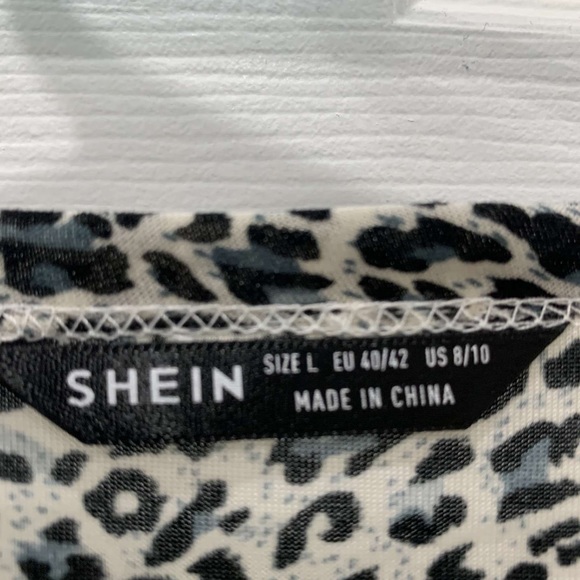 SHEIN
SIZE L EU 40/42 US 8/10
MADE IN CHINA